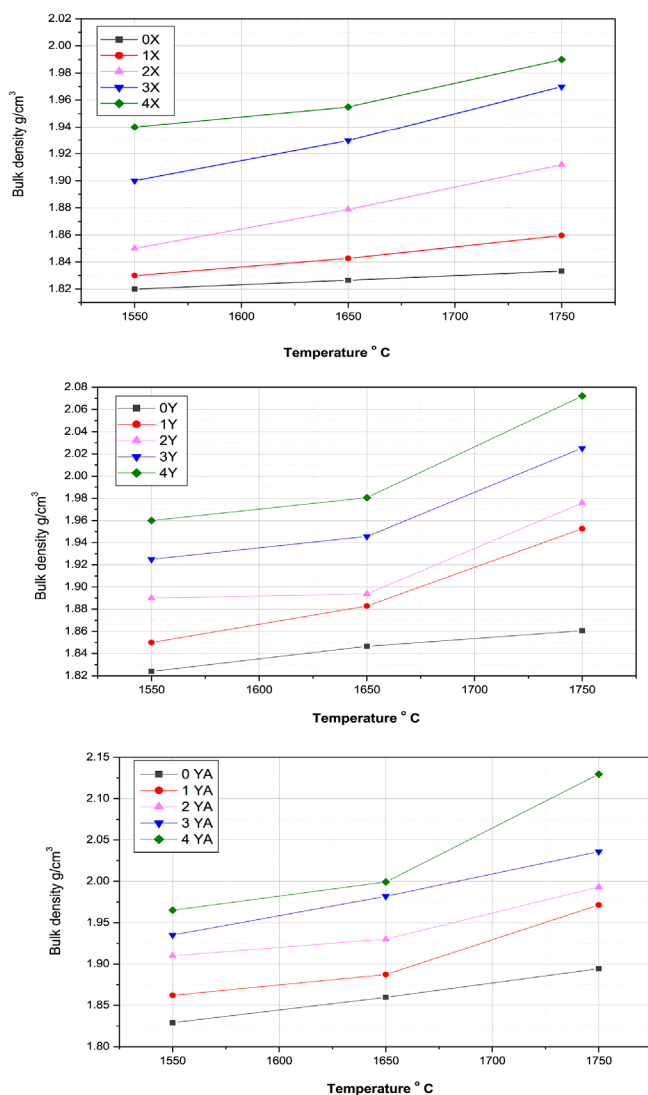 2.02
2.00
1.98
1.96
1.94
1.92
1.90
1.88
1.86
1.84
1.82
Bulk density g/cm³
0X
1X
2X
3X
4X
1550 1600 1650 1700 1750
Temperature ° C
2.08
2.06
2.04
2.02
2.00
1.98
1.96
1.94
1.92
1.90
1.88
1.86
1.84
1.82
Bulk density g/cm³
0Y
1Y
2Y
3Y
4Y
1550 1600 1650 1700 1750
Temperature ° C
2.15
2.10
2.05
2.00
1.95
1.90
1.85
1.80
Bulk density g/cm³
0 YA
1 YA
2 YA
3 YA
4 YA
1550 1600 1650 1700 1750
Temperature ° C